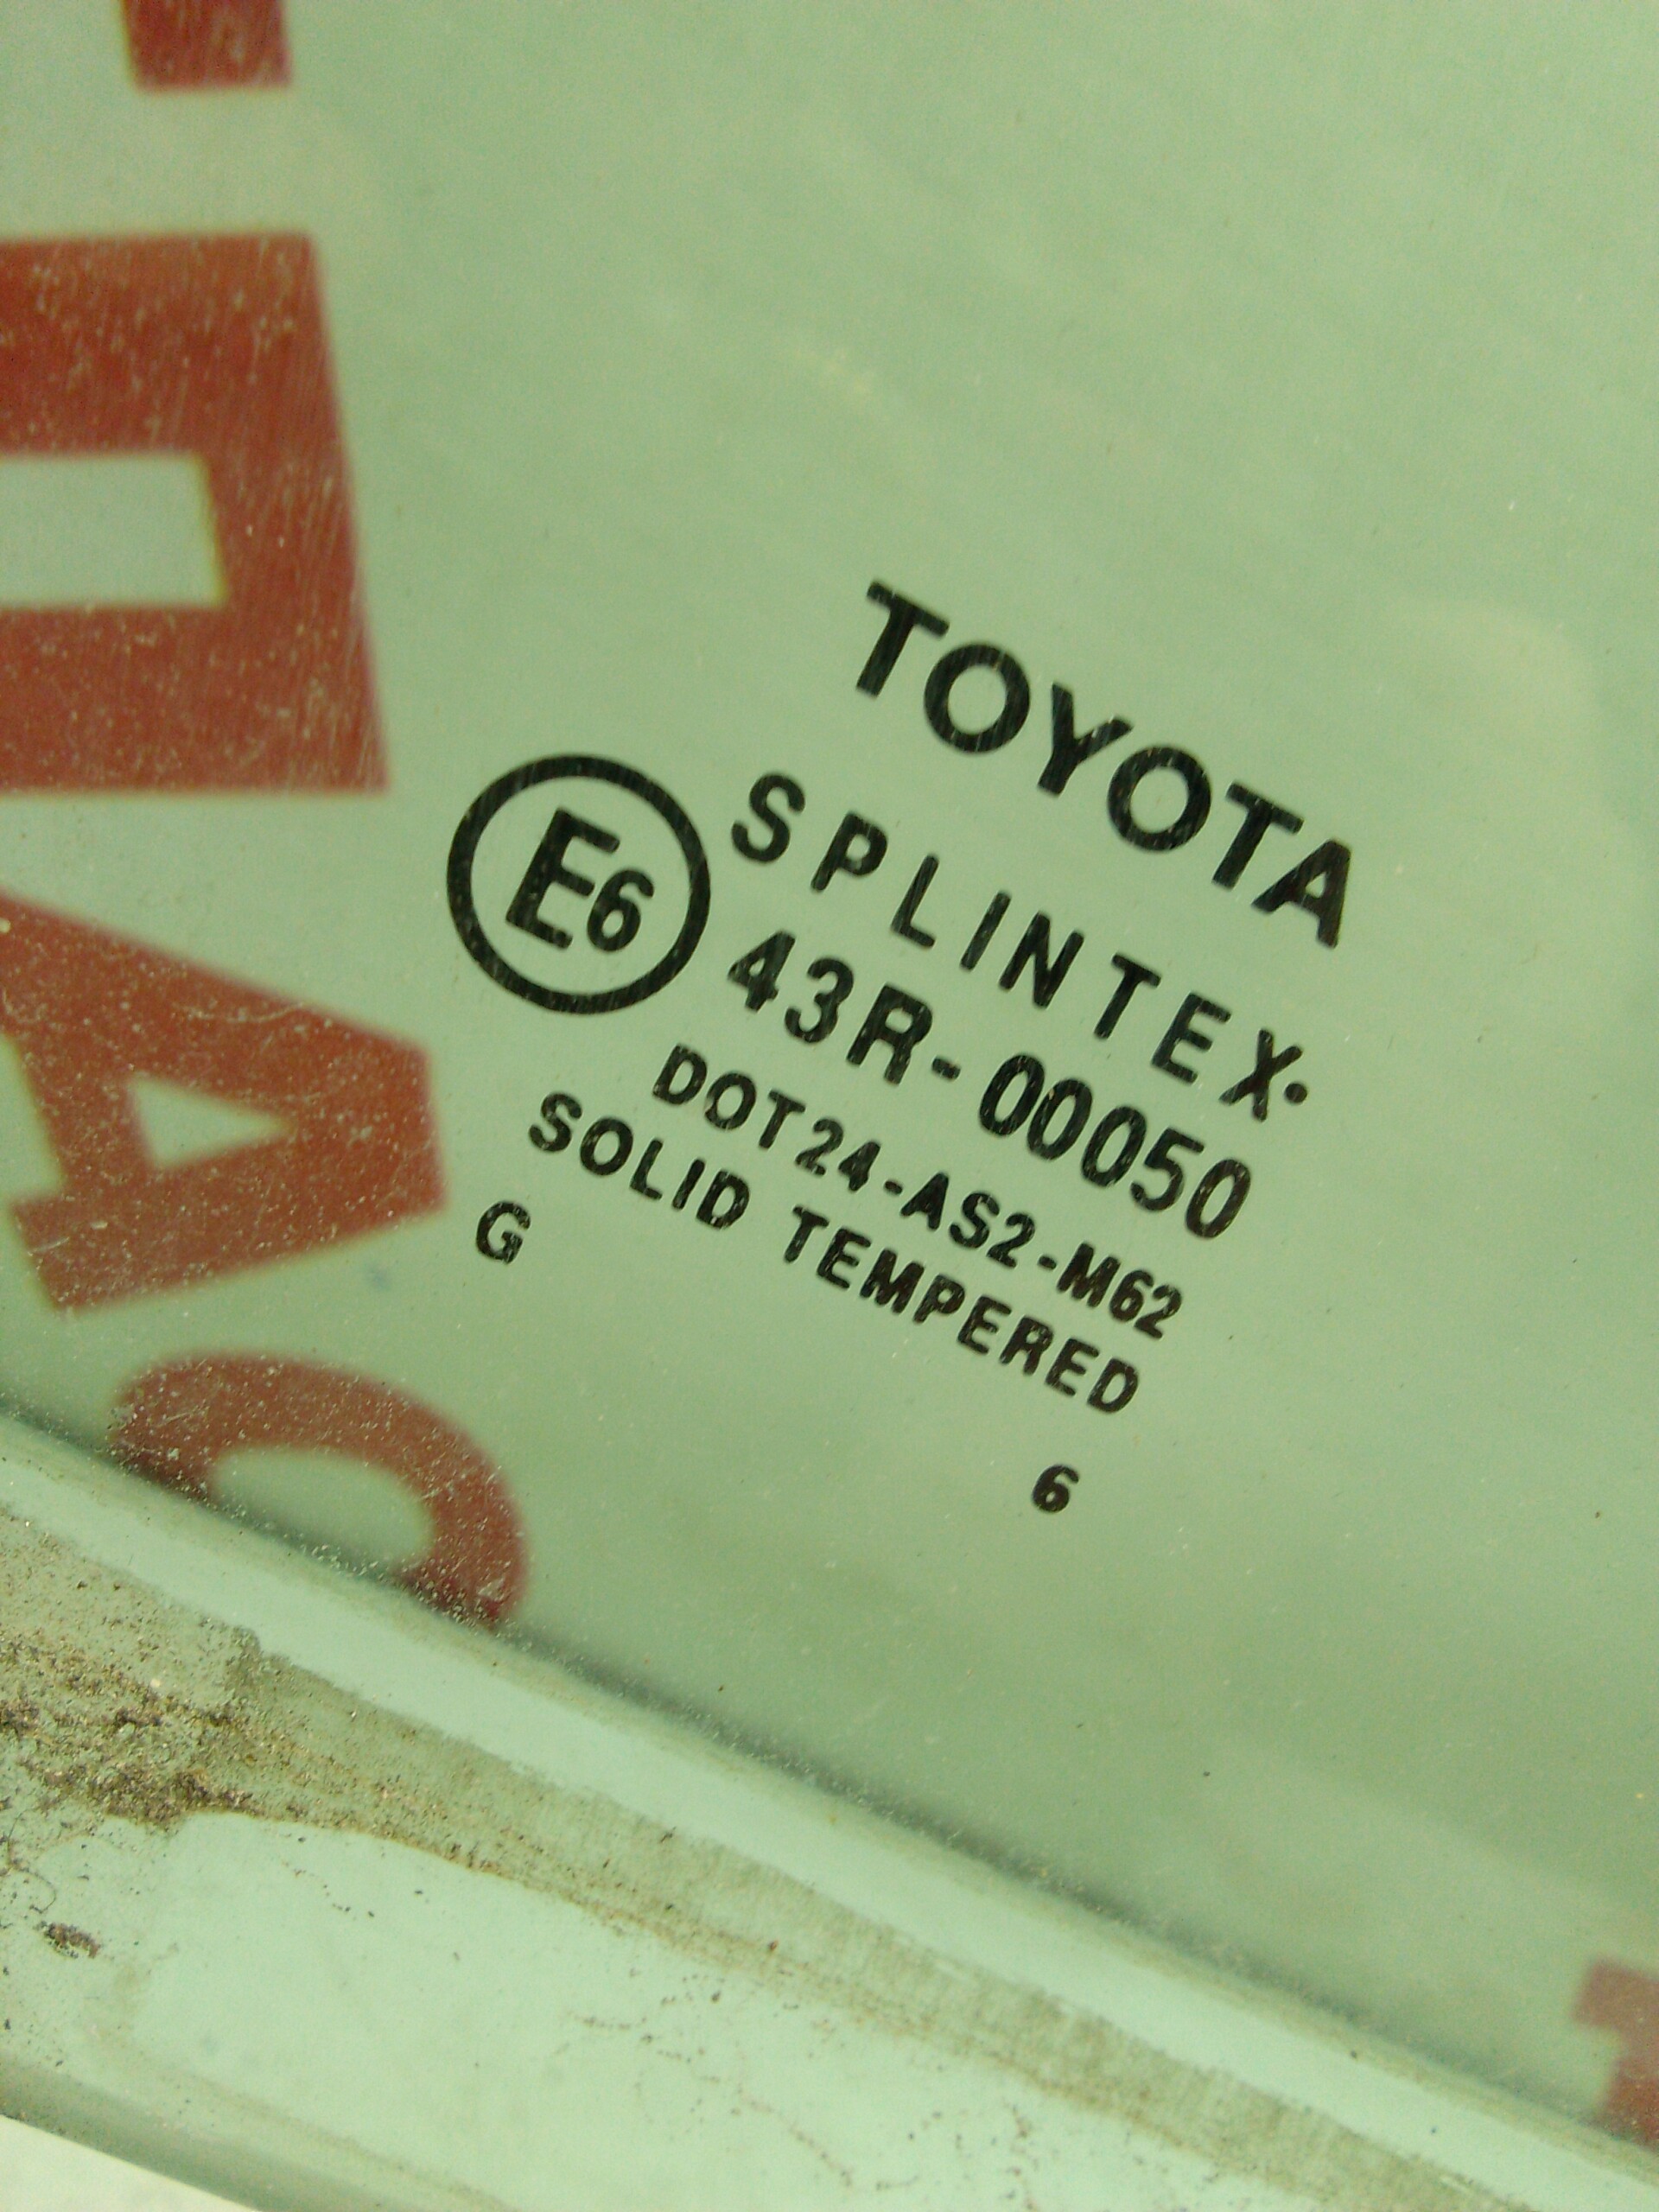 TOYOTA
SPLINTEX.
E6
43R-00050
DOT24-AS2-M62
SOLID TEMPERED
G 6